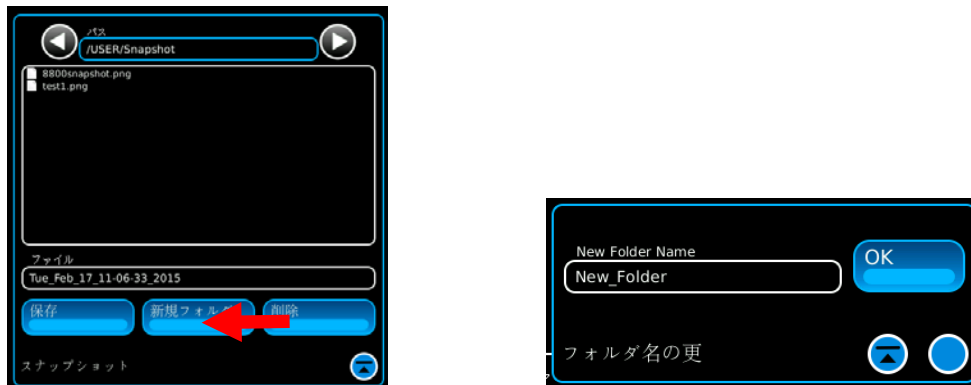 パス
/USER/Snapshot
8800snapshot.png
test1.png
ファイル
Tue_Feb_17_11-06-33_2015
保存
新規フォルダ
削除
スナップショット
New Folder Name
New_Folder
OK
フォルダ名の更